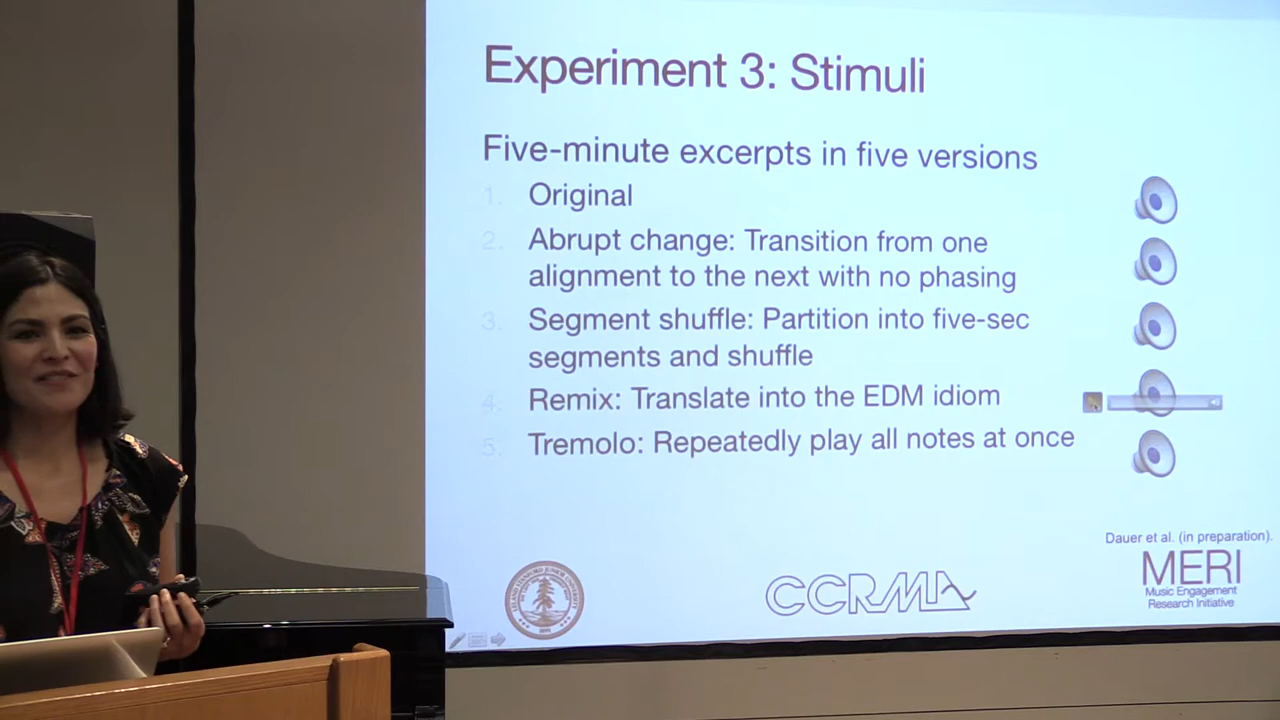 Experiment 3: Stimuli
Five-minute excerpts in five versions
1. Original
2. Abrupt change: Transition from one
alignment to the next with no phasing
3. Segment shuffle: Partition into five-sec
segments and shuffle
4. Remix: Translate into the EDM idiom
5. Tremolo: Repeatedly play all notes at once
Dauer et al. (in preparation).
CCRMA
MERI
Music Engagement
Research Initiative